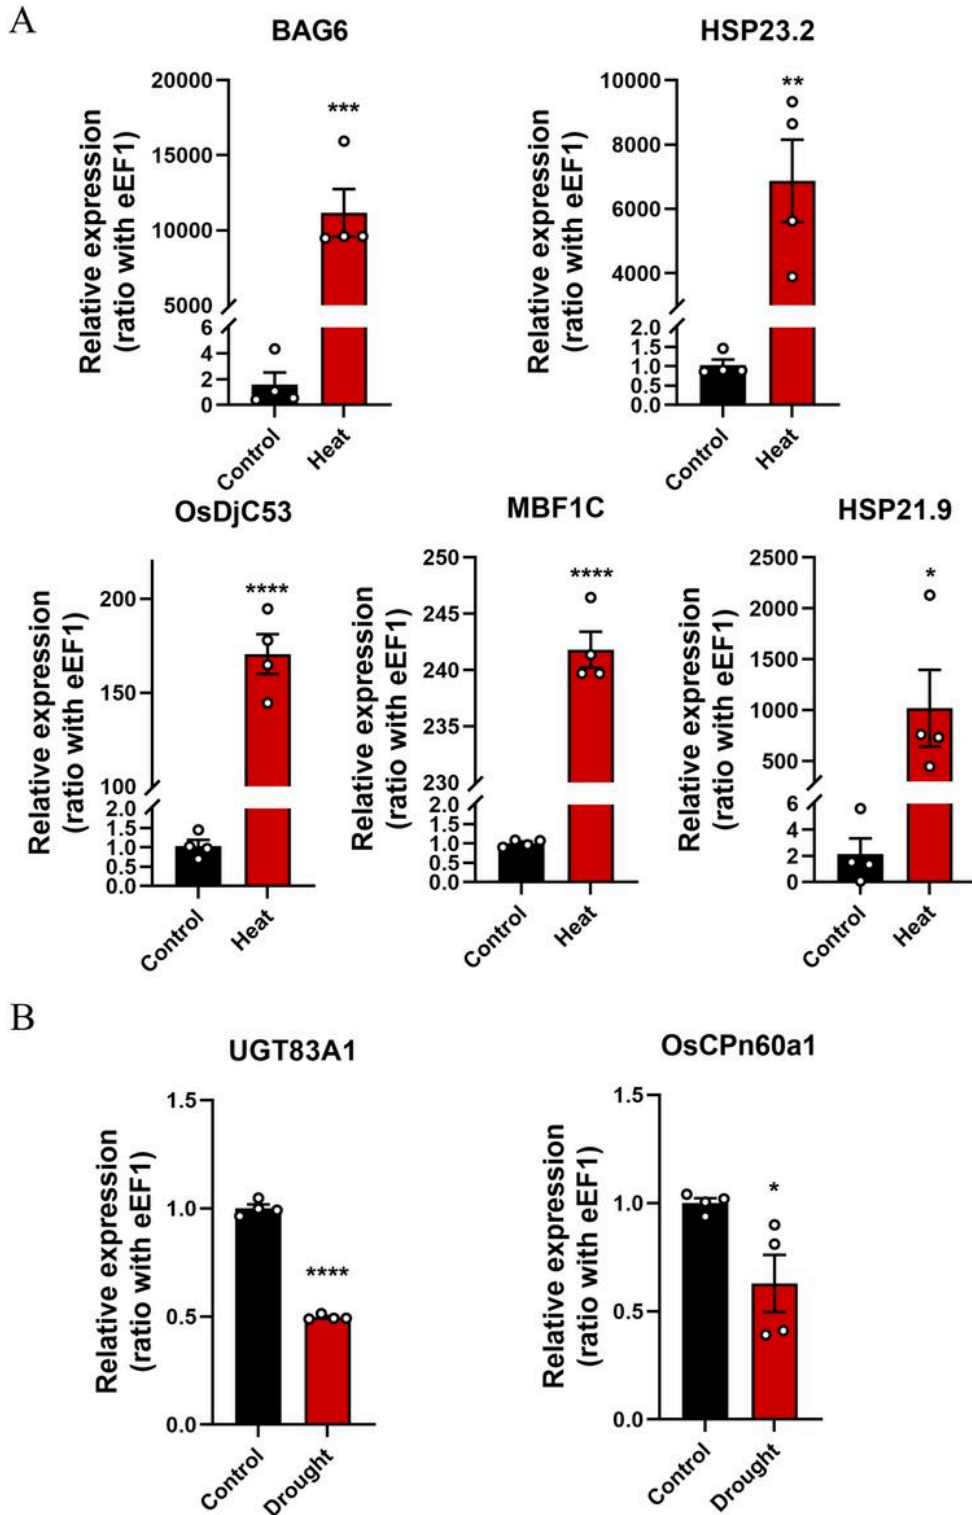 A
BAG6
HSP23.2
Relative expression
(ratio with eEF1)
20000
15000
10000
5000
6
4
2
0
***
Control
Heat
Relative expression
(ratio with eEF1)
10000
8000
6000
4000
2.0
1.5
1.0
0.5
0.0
**
Control
Heat
OsDjC53
MBF1C
HSP21.9
Relative expression
(ratio with eEF1)
200
150
100
2.0
1.5
1.0
0.5
0.0
****
Control
Heat
Relative expression
(ratio with eEF1)
250
245
240
235
230
2.0
1.5
1.0
0.5
0.0
****
Control
Heat
Relative expression
(ratio with eEF1)
2500
2000
1500
1000
500
6
4
2
0
*
Control
Heat
B
UGT83A1
OsCPn60a1
Relative expression
(ratio with eEF1)
1.5
1.0
0.5
0.0
****
Control
Drought
Relative expression
(ratio with eEF1)
1.5
1.0
0.5
0.0
*
Control
Drought